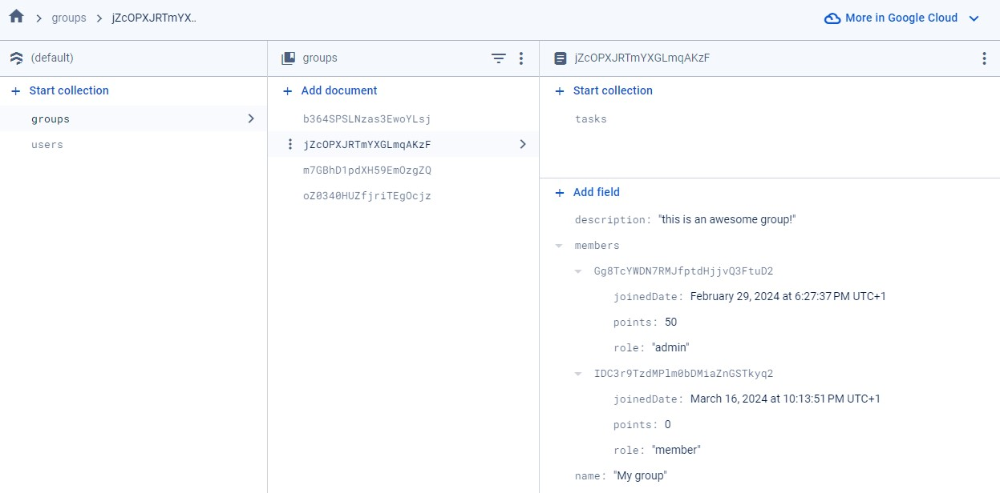 groups
jZcOPXJRTmYX..
More in Google Cloud
(default)
Start collection
groups
users
groups
Add document
b364SPSLNzas3EwoYLsj
jZcOPXJRTmYXGLmqAKzF
m7GBhD1pdXH59EmOzgZQ
oZ0340HUZfjriTEgOcjz
jZcOPXJRTmYXGLmqAKzF
Start collection
tasks
Add field
description: "this is an awesome group!"
members
Gg8TcYWDN7RMJfptdHjjvQ3FtuD2
joinedDate: February 29, 2024 at 6:27:37 PM UTC+1
points: 50
role: "admin"
IDC3r9TzdMPlm0bDMiaZnGSTkyq2
joinedDate: March 16, 2024 at 10:13:51 PM UTC+1
points: 0
role: "member"
name: "My group"